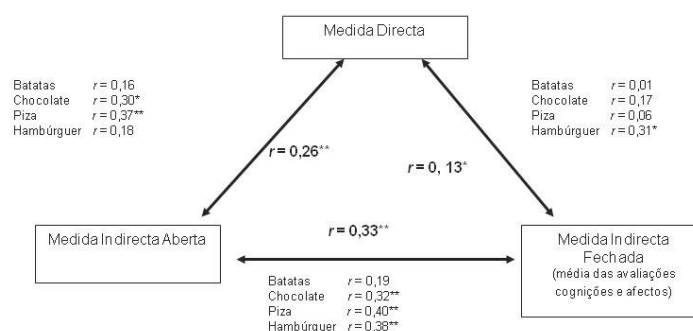 Medida Directa
Batatas r = 0,16
Chocolate r = 0,30*
Piza r = 0,37**
Hambúrguer r = 0,18
Batatas r = 0,01
Chocolate r = 0,17
Piza r = 0,06
Hambúrguer r = 0,31*
r = 0,26**
r = 0, 13*
Medida Indirecta Aberta
r = 0,33**
Medida Indirecta
Fechada
(média das avaliações
cognições e afectos)
Batatas r = 0,19
Chocolate r = 0,32**
Piza r = 0,40**
Hambúrguer r = 0,38**